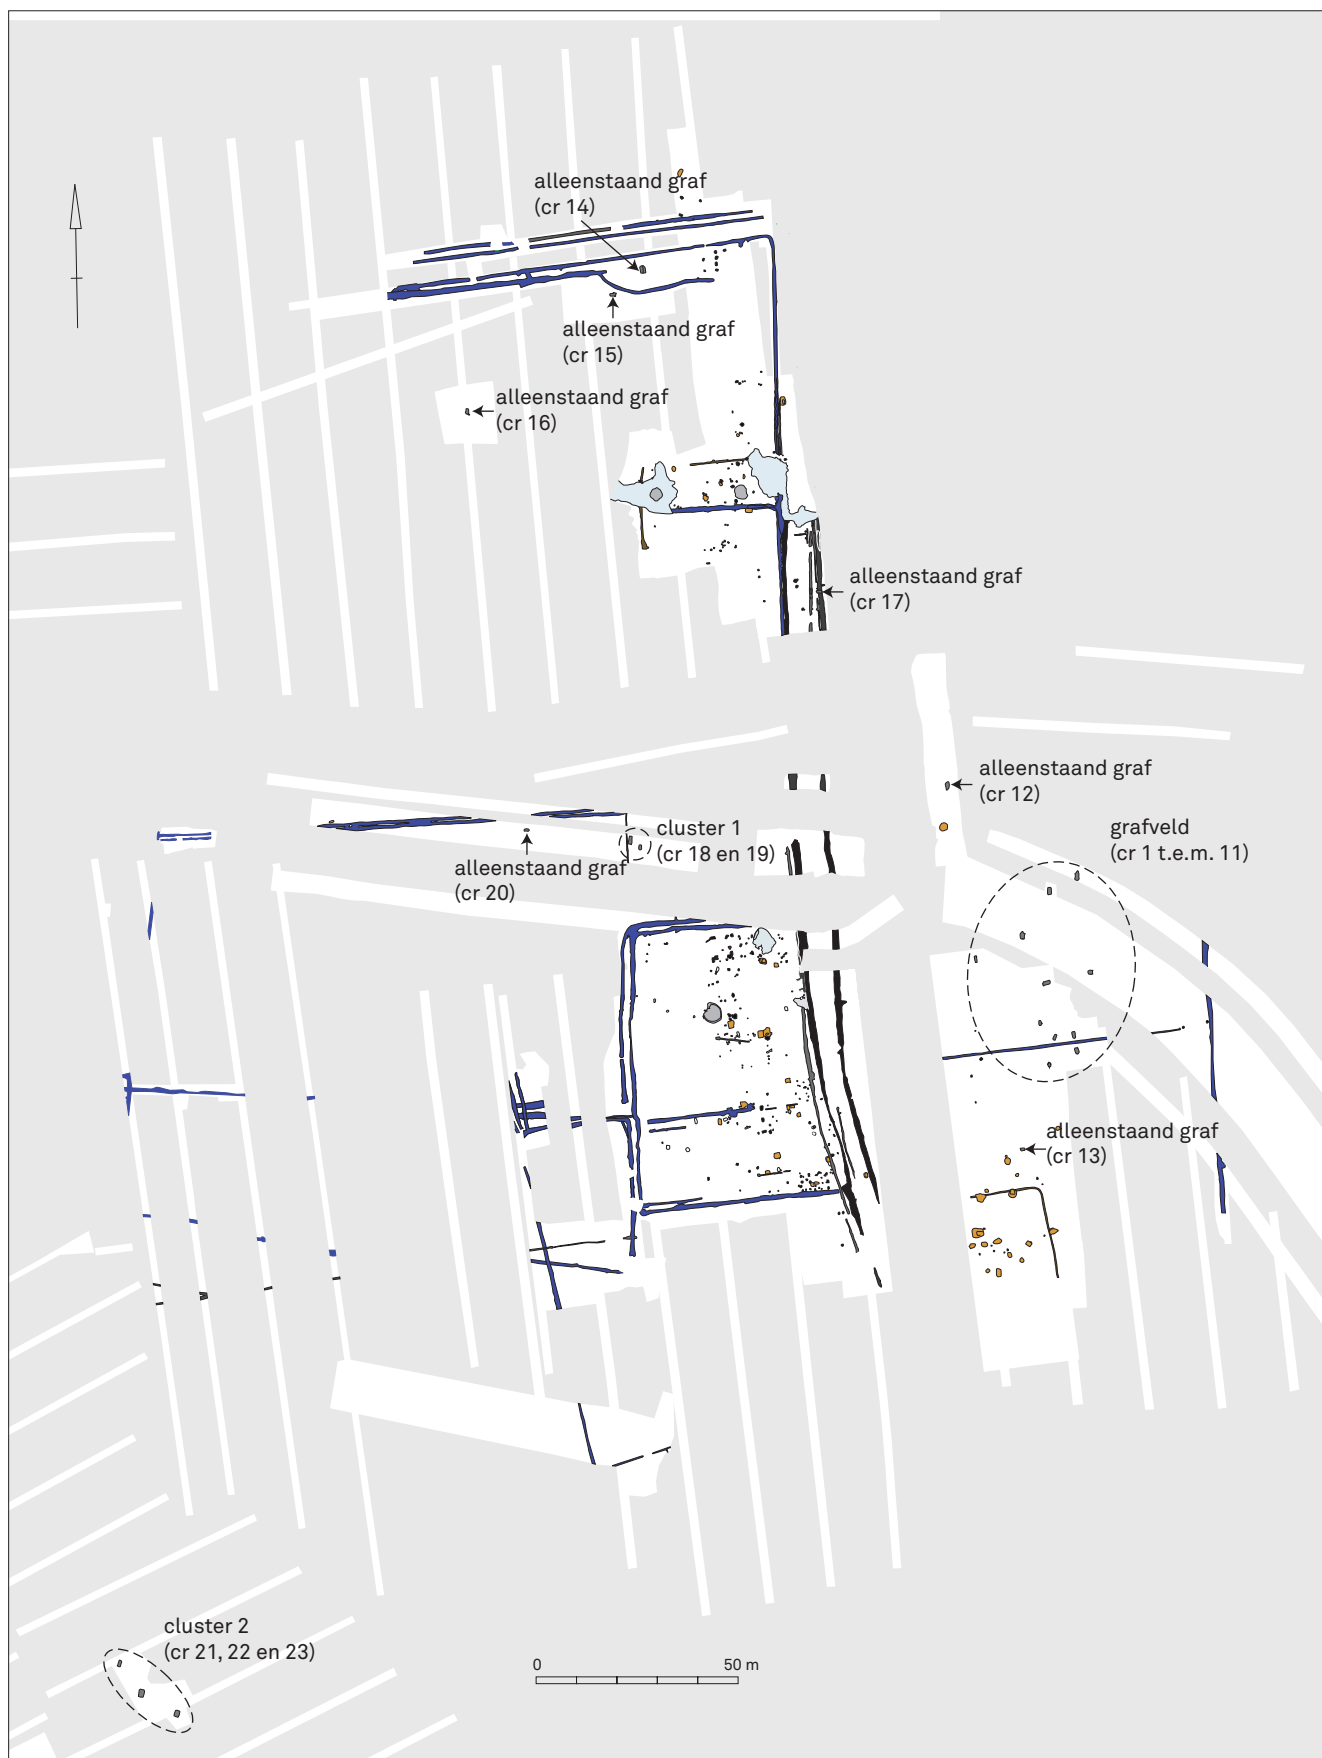 alleenstaand graf
(cr 14)
alleenstaand graf
(cr 15)
alleenstaand graf
(cr 16)
alleenstaand graf
(cr 17)
alleenstaand graf
(cr 12)
cluster 1
(cr 18 en 19)
grafveld
(cr 1 t.e.m. 11)
alleenstaand graf
(cr 20)
alleenstaand graf
(cr 13)
cluster 2
(cr 21, 22 en 23)
0 50 m